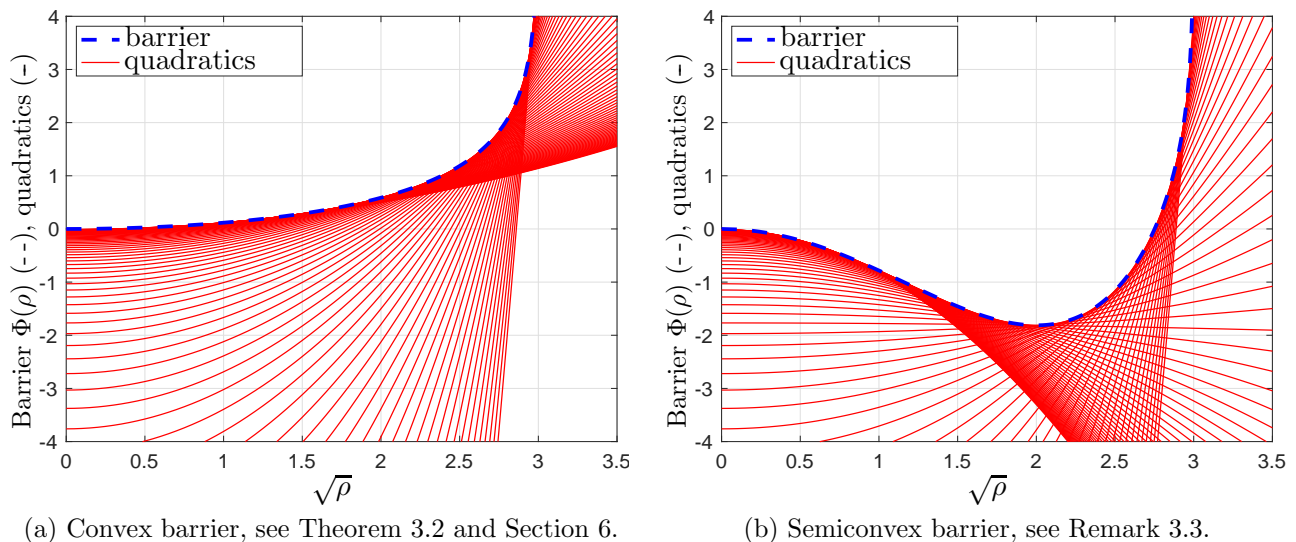 Barrier Φ(ρ) (--), quadratics (-)
4
3
2
1
0
-1
-2
-3
-4
barrier
quadratics
0 0.5 1 1.5 2 2.5 3 3.5
√ρ
(a) Convex barrier, see Theorem 3.2 and Section 6.
Barrier Φ(ρ) (--), quadratics (-)
4
3
2
1
0
-1
-2
-3
-4
barrier
quadratics
0 0.5 1 1.5 2 2.5 3 3.5
√ρ
(b) Semiconvex barrier, see Remark 3.3.